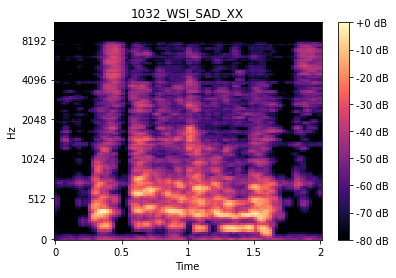 1032_WSI_SAD_XX
+0 dB
8192
-10 dB
4096
-20 dB
-30 dB
2048
-40 dB
Hz
1024
-50 dB
-60 dB
512
-70 dB
0
-80 dB
0 0.5 1 1.5 2
Time